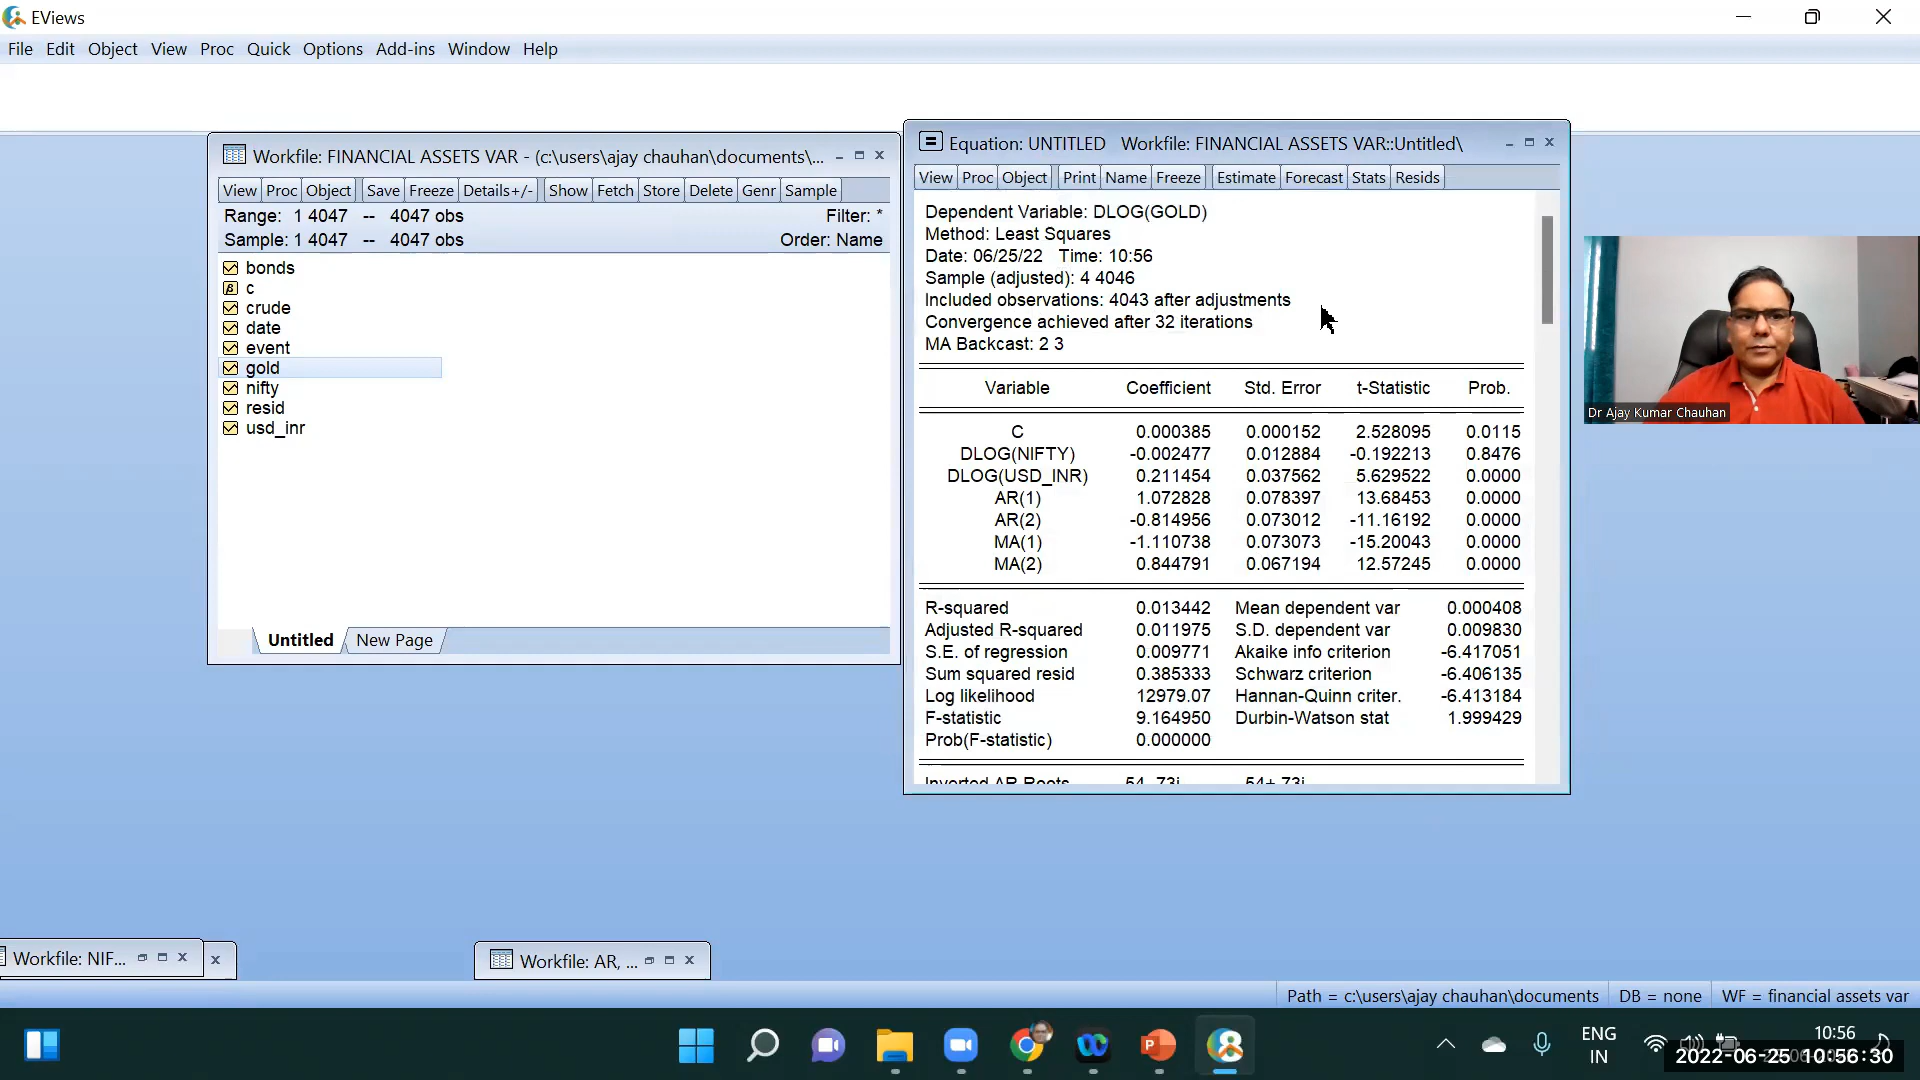 EViews
File Edit Object View Proc Quick Options Add-ins Window Help
Workfile: FINANCIAL ASSETS VAR - (c:\users\ajay chauhan\documents\...
View Proc Object Save Freeze Details+/- Show Fetch Store Delete Genr Sample
Range: 1 4047 -- 4047 obs Filter: *
Sample: 1 4047 -- 4047 obs Order: Name
bonds
c
crude
date
event
gold
nifty
resid
usd_inr
Untitled New Page
Equation: UNTITLED Workfile: FINANCIAL ASSETS VAR::Untitled\
View Proc Object Print Name Freeze Estimate Forecast Stats Resids
Dependent Variable: DLOG(GOLD)
Method: Least Squares
Date: 06/25/22 Time: 10:56
Sample (adjusted): 4 4046
Included observations: 4043 after adjustments
Convergence achieved after 32 iterations
MA Backcast: 2 3
Variable Coefficient Std. Error t-Statistic Prob.
C 0.000385 0.000152 2.528095 0.0115
DLOG(NIFTY) -0.002477 0.012884 -0.192213 0.8476
DLOG(USD_INR) 0.211454 0.037562 5.629522 0.0000
AR(1) 1.072828 0.078397 13.68453 0.0000
AR(2) -0.814956 0.073012 -11.16192 0.0000
MA(1) -1.110738 0.073073 -15.20043 0.0000
MA(2) 0.844791 0.067194 12.57245 0.0000
R-squared 0.013442 Mean dependent var 0.000408
Adjusted R-squared 0.011975 S.D. dependent var 0.009830
S.E. of regression 0.009771 Akaike info criterion -6.417051
Sum squared resid 0.385333 Schwarz criterion -6.406135
Log likelihood 12979.07 Hannan-Quinn criter. -6.413184
F-statistic 9.164950 Durbin-Watson stat 1.999429
Prob(F-statistic) 0.000000
Inverted AR Roots .54-.73i .54+.73i
Dr Ajay Kumar Chauhan
Workfile: NIF...
Workfile: AR, ...
Path = c:\users\ajay chauhan\documents DB = none WF = financial assets var
ENG
IN
10:56
2022-06-25 10:56:30